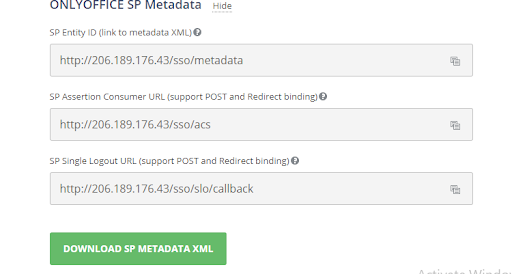 ONLYOFFICE SP Metadata Hide
SP Entity ID (link to metadata XML)
http://206.189.176.43/sso/metadata
SP Assertion Consumer URL (support POST and Redirect binding)
http://206.189.176.43/sso/acs
SP Single Logout URL (support POST and Redirect binding)
http://206.189.176.43/sso/slo/callback
DOWNLOAD SP METADATA XML
Activate Window